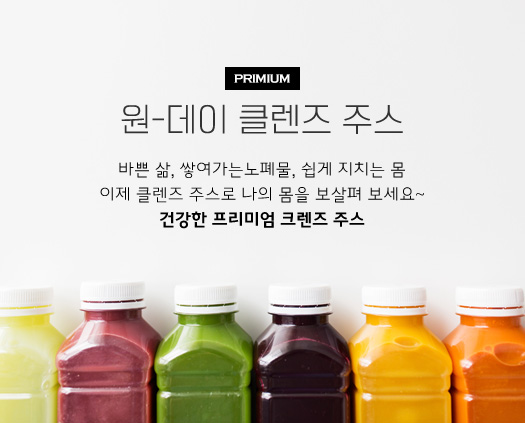 PRIMIUM
원-데이 클렌즈 주스
바쁜 삶, 쌓여가는노폐물, 쉽게 지치는 몸
이제 클렌즈 주스로 나의 몸을 보살펴 보세요~
건강한 프리미엄 크렌즈 주스